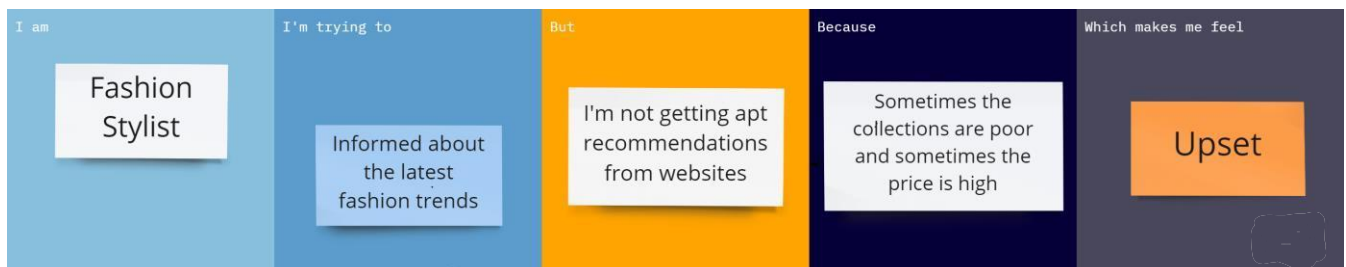 I am
Fashion
Stylist
I'm trying to
Informed about
the latest
fashion trends
But
I'm not getting apt
recommendations
from websites
Because
Sometimes the
collections are poor
and sometimes the
price is high
Which makes me feel
Upset